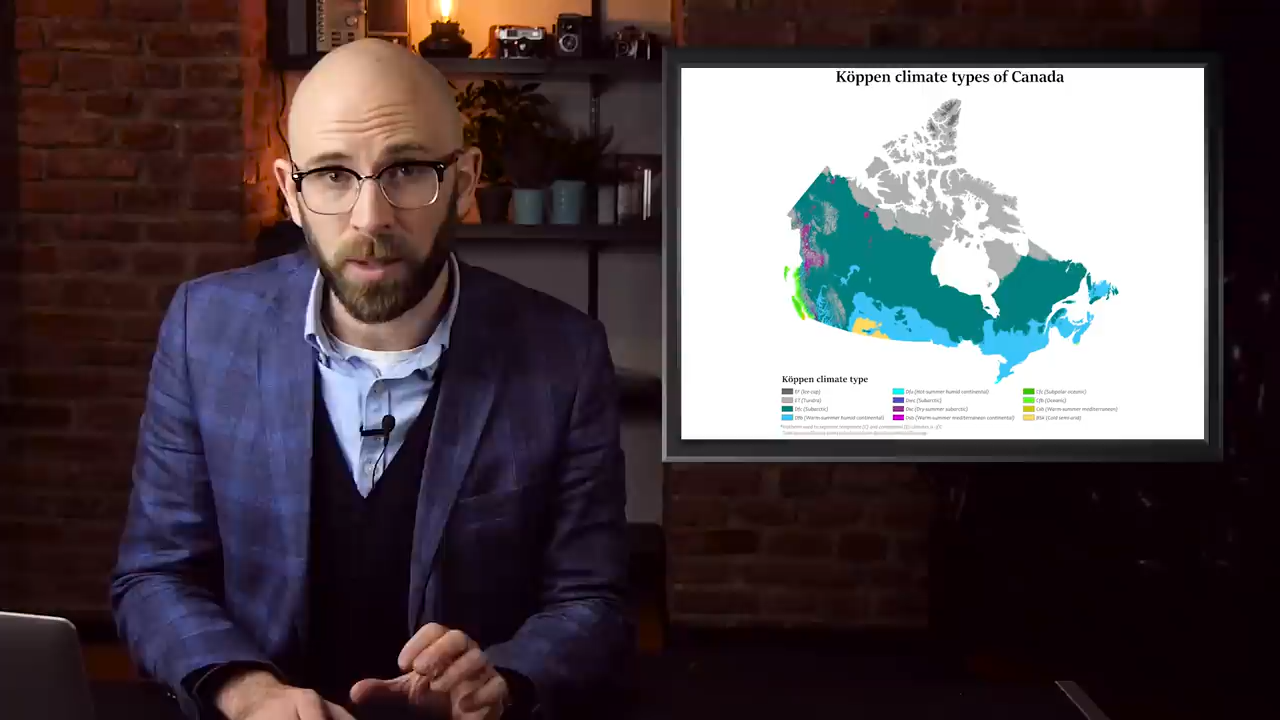 Köppen climate types of Canada
Köppen climate type
EF (Ice-cap)
ET (Tundra)
Dfc (Subarctic)
Dfb (Warm-summer humid continental)
Dfa (Hot-summer humid continental)
Dwc (Subarctic)
Dsc (Dry-summer subarctic)
Dsb (Warm-summer mediterranean continental)
Cfc (Subpolar oceanic)
Cfb (Oceanic)
Csb (Warm-summer mediterranean)
BSk (Cold semi-arid)